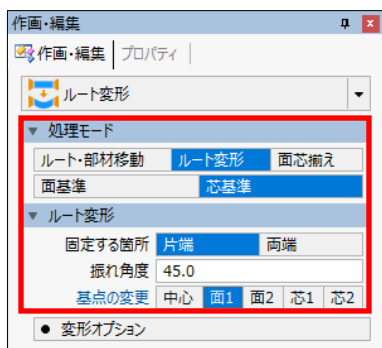 作画・編集
作画・編集 プロパティ
ルート変形
処理モード
ルート・部材移動 ルート変形 面芯揃え
面基準 芯基準
ルート変形
固定する箇所 片端 両端
振れ角度 45.0
基点の変更 中心 面1 面2 芯1 芯2
● 変形オプション